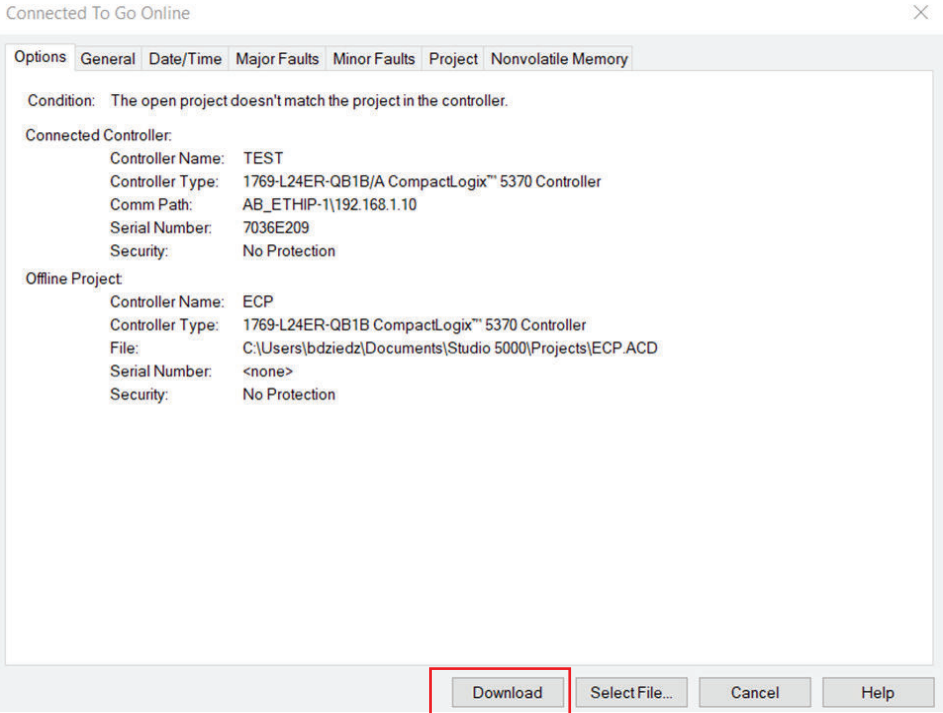 Connected To Go Online
Options General Date/Time Major Faults Minor Faults Project Nonvolatile Memory
Condition: The open project doesn't match the project in the controller.
Connected Controller:
Controller Name: TEST
Controller Type: 1769-L24ER-QB1B/A CompactLogix™ 5370 Controller
Comm Path: AB_ETHIP-1\192.168.1.10
Serial Number: 7036E209
Security: No Protection
Offline Project
Controller Name: ECP
Controller Type: 1769-L24ER-QB1B CompactLogix™ 5370 Controller
File: C:\Users\bdziedz\Documents\Studio 5000\Projects\ECP.ACD
Serial Number: <none>
Security: No Protection
Download Select File... Cancel Help